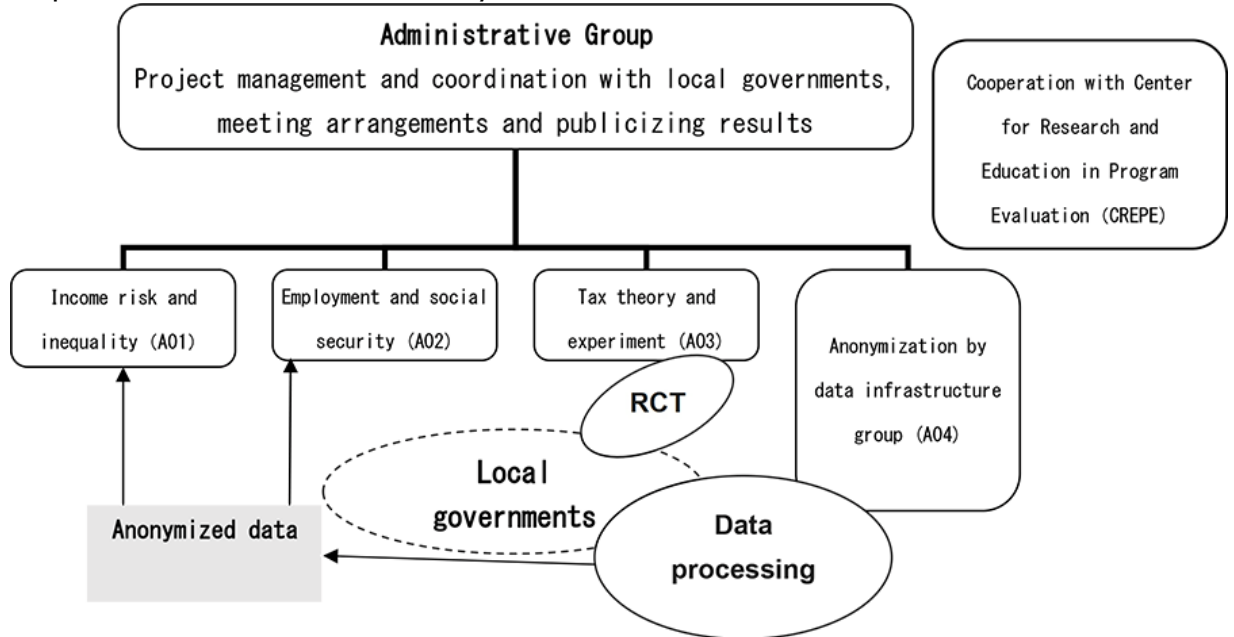 Administrative Group
Project management and coordination with local governments,
meeting arrangements and publicizing results
Cooperation with Center
for Research and
Education in Program
Evaluation (CREPE)
Income risk and
inequality (A01)
Employment and social
security (A02)
Tax theory and
experiment (A03)
Anonymization by
data infrastructure
group (A04)
RCT
Local
governments
Anonymized data
Data
processing